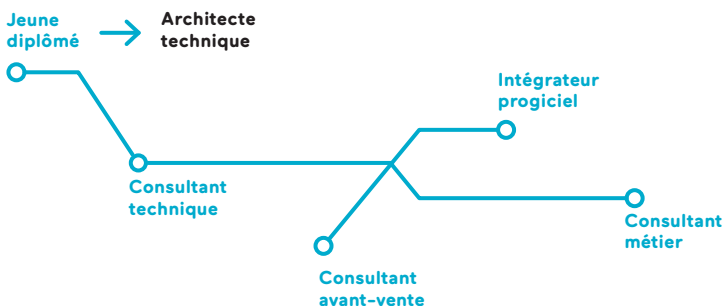 Jeune
diplômé
Architecte
technique
Intégrateur
progiciel
Consultant
technique
Consultant
métier
Consultant
avant-vente